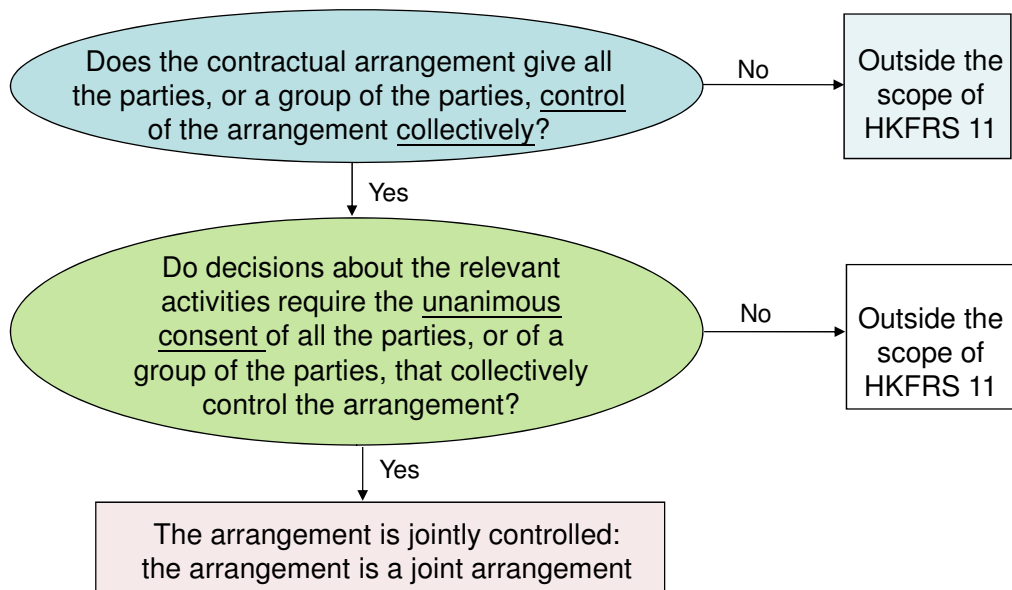 Does the contractual arrangement give all
the parties, or a group of the parties, control
of the arrangement collectively?
No
Outside the
scope of
HKFRS 11
Yes
Do decisions about the relevant
activities require the unanimous
consent of all the parties, or of a
group of the parties, that collectively
control the arrangement?
No
Outside the
scope of
HKFRS 11
Yes
The arrangement is jointly controlled:
the arrangement is a joint arrangement